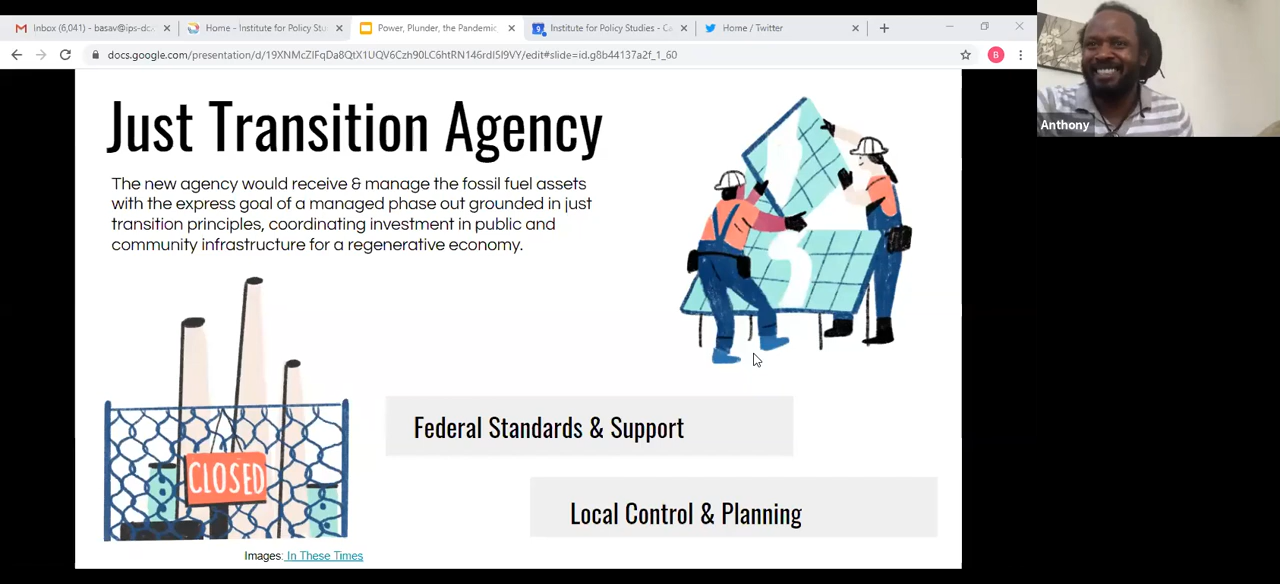 Inbox (6,041) - basav@ips-dc.
Home - Institute for Policy Stu
Power, Plunder, the Pandemic,
Institute for Policy Studies - Ca
Home / Twitter
docs.google.com/presentation/d/19XNMcZIFqDa8QtX1UQV6Czh90LC6htRN146rdI5I9VY/edit#slide=id.g8b44137a2f_1_60
B
Anthony
Just Transition Agency
The new agency would receive & manage the fossil fuel assets
with the express goal of a managed phase out grounded in just
transition principles, coordinating investment in public and
community infrastructure for a regenerative economy.
Federal Standards & Support
CLOSED
Local Control & Planning
Images: In These Times